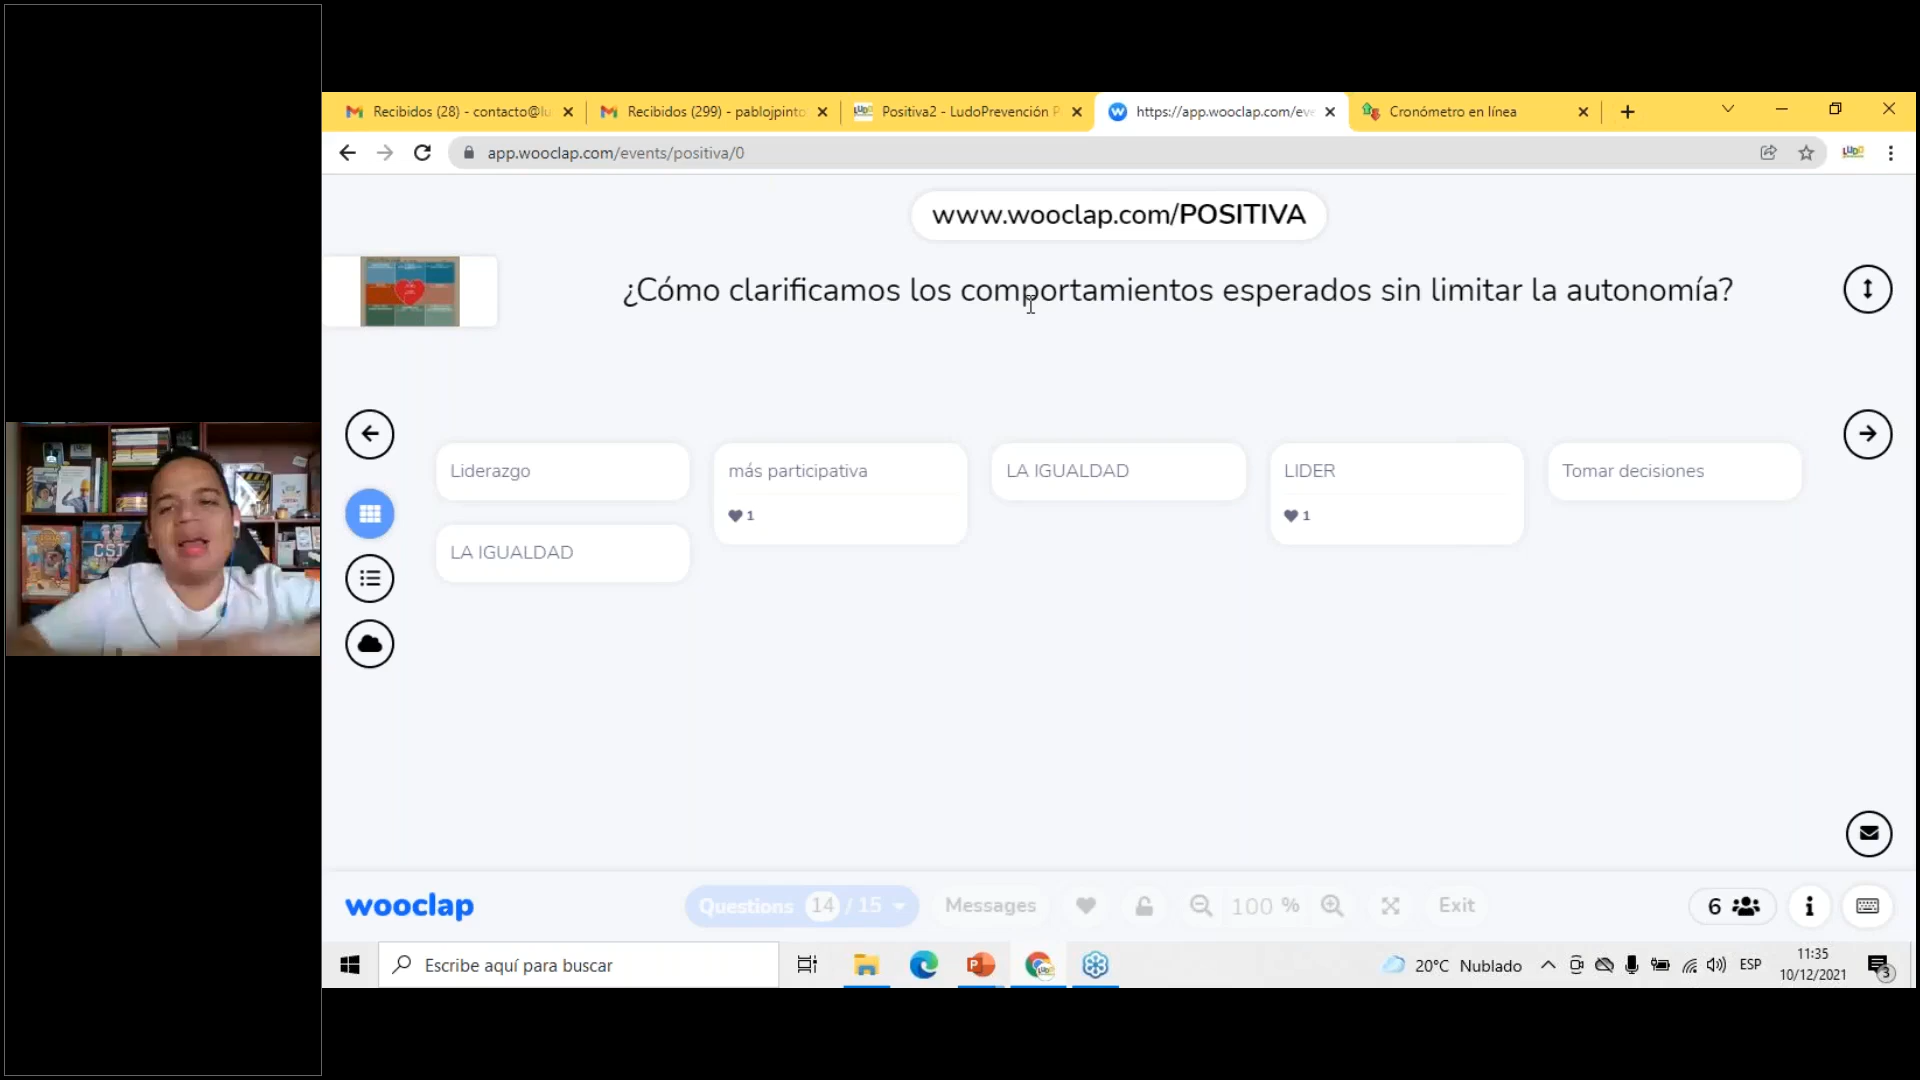 Recibidos (28) - contacto@lu
Recibidos (299) - pabljpinto
Positiva2 - LudoPrevención P
https://app.wooclap.com/eve
Cronómetro en línea
app.wooclap.com/events/positiva/0
www.wooclap.com/POSITIVA
¿Cómo clarificamos los comportamientos esperados sin limitar la autonomía?
Liderazgo
más participativa
1
LA IGUALDAD
LIDER
1
Tomar decisiones
LA IGUALDAD
wooclap
Questions 14 / 15
Messages
100 %
Exit
6
Escribe aquí para buscar
20°C Nublado
ESP
11:35
10/12/2021
3